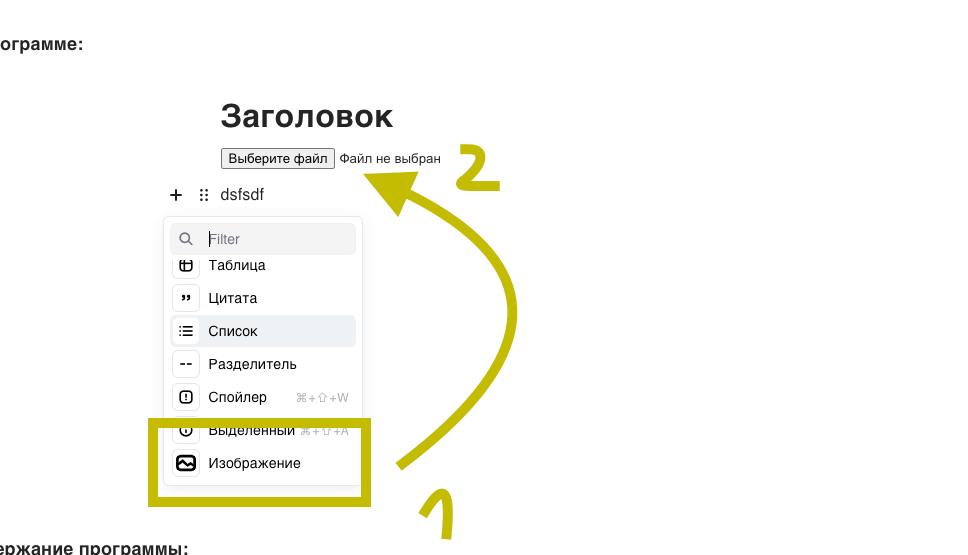 ограмме:
Заголовок
Выберите файл Файл не выбран
2
dsfsdf
Filter
Таблица
Цитата
Список
Разделитель
Спойлер ⌘+⇧+W
Выделенный ⌘+⇧+A
Изображение
1
ержание программы: